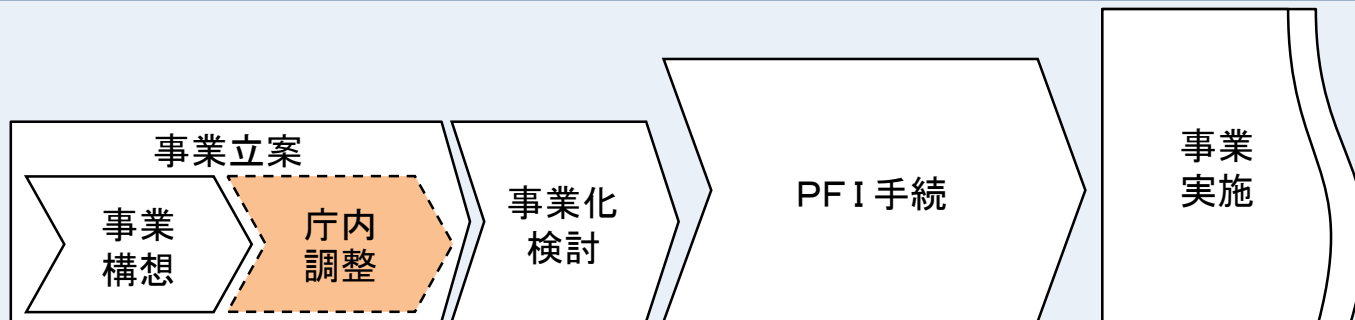 事業立案
事業
構想
庁内
調整
事業化
検討
PFI手続
事業
実施